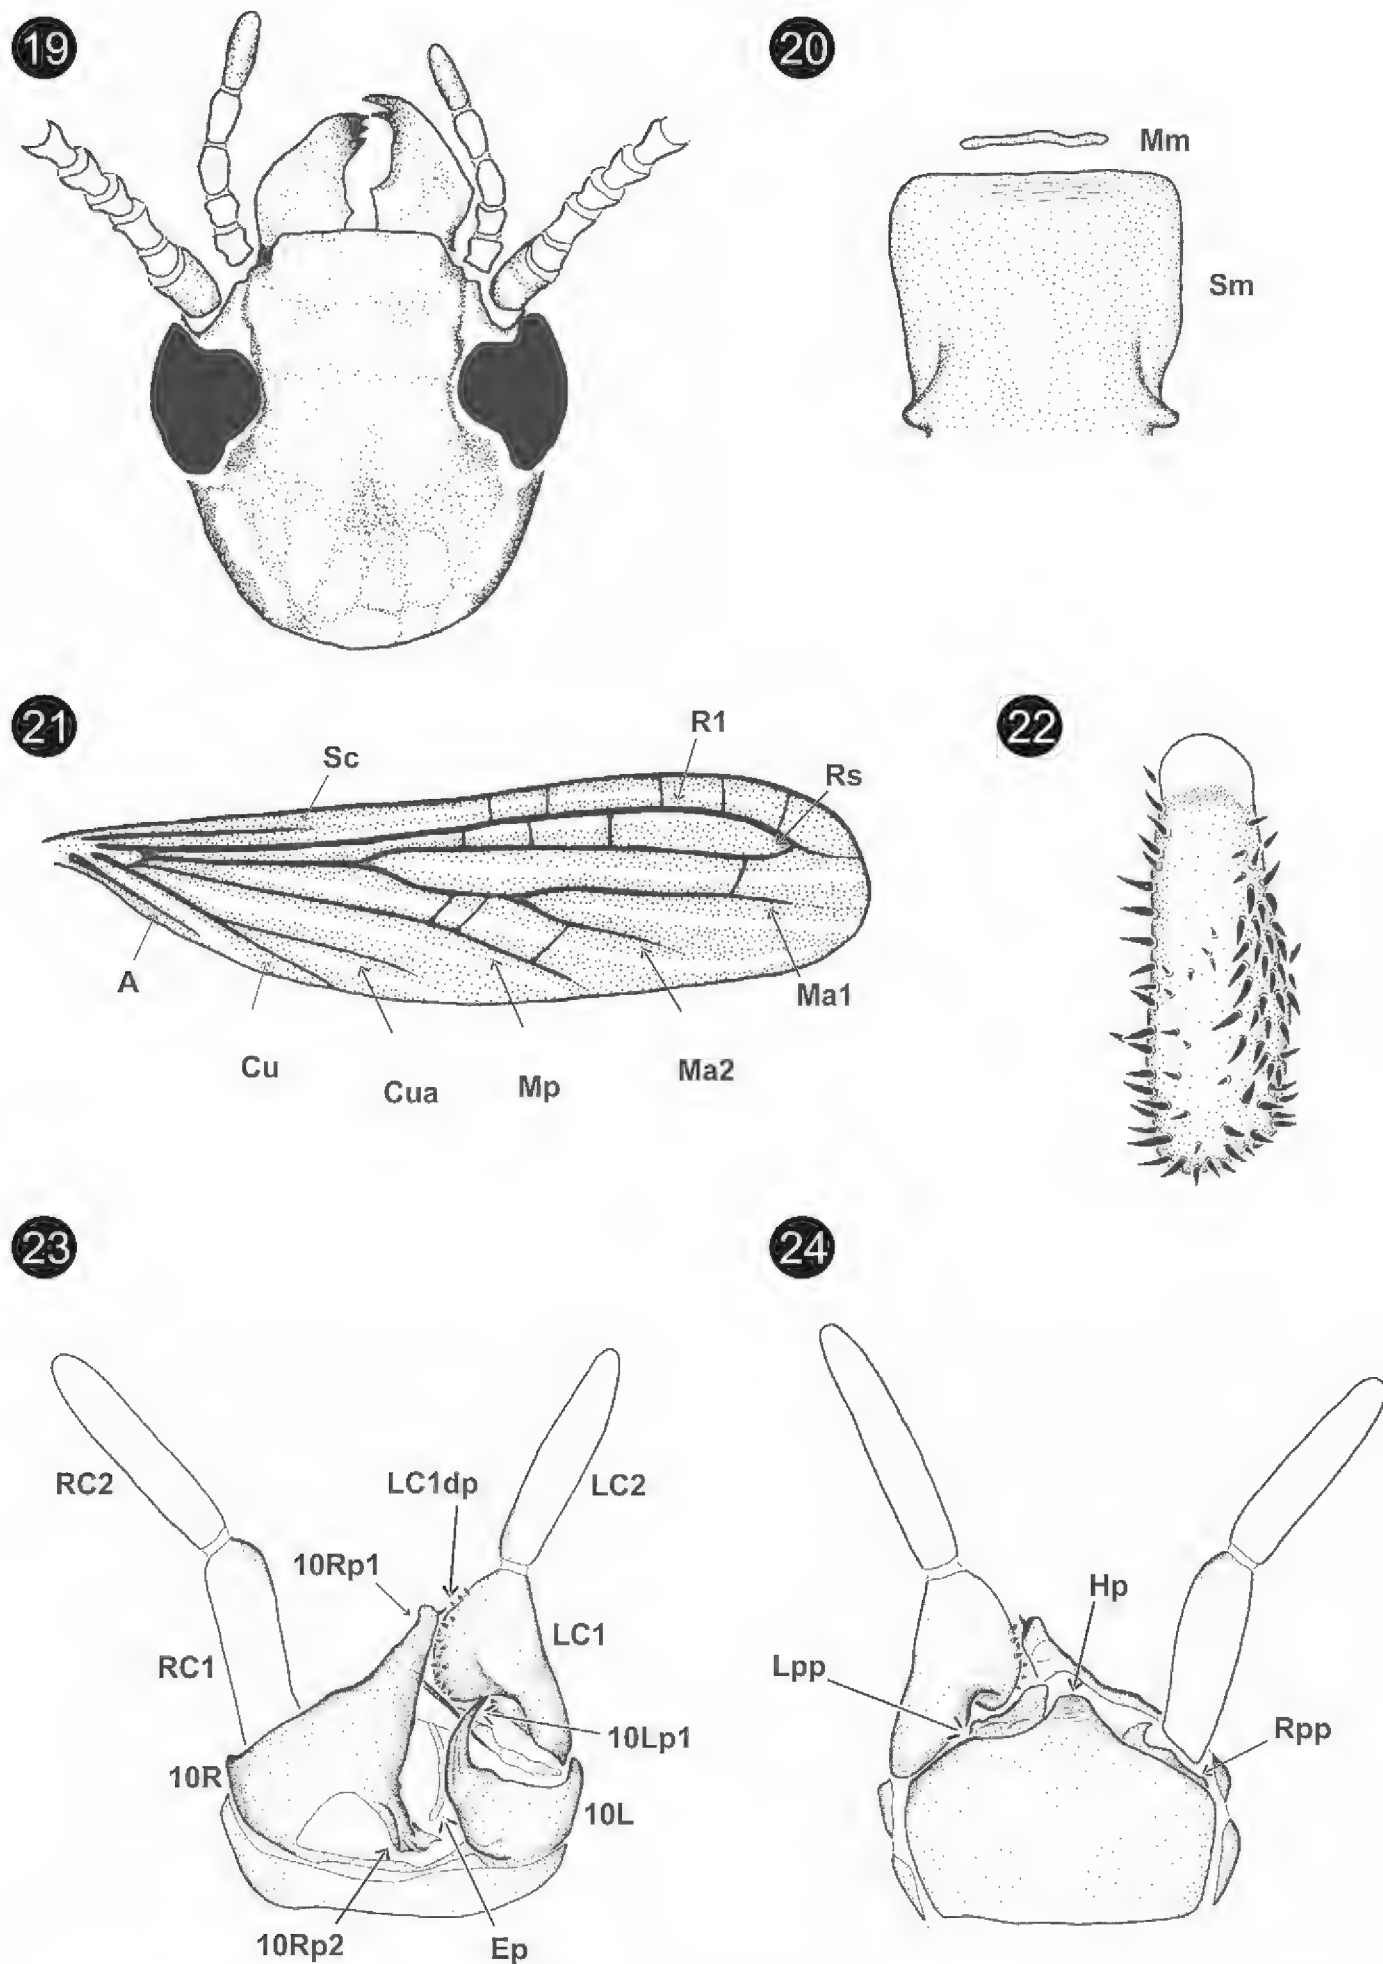 19
20
Mm
Sm
21
R1
Sc
Rs
A
Cu
Cua
Mp
Ma2
Ma1
22
23
RC2
LC1dp
LC2
10Rp1
RC1
LC1
10Lp1
10R
10L
10Rp2
Ep
24
Hp
Lpp
Rpp